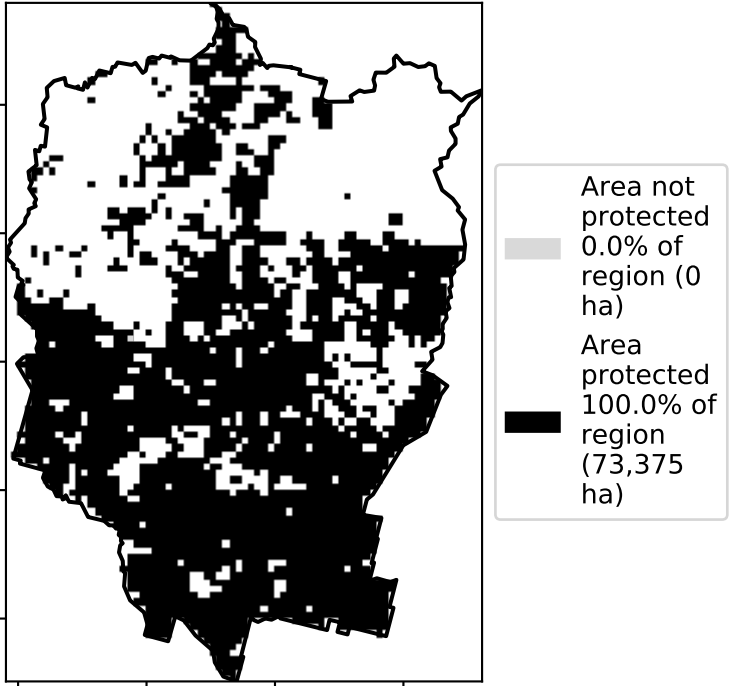 Area not
protected
0.0% of
region (0
ha)
Area
protected
100.0% of
region
(73,375
ha)